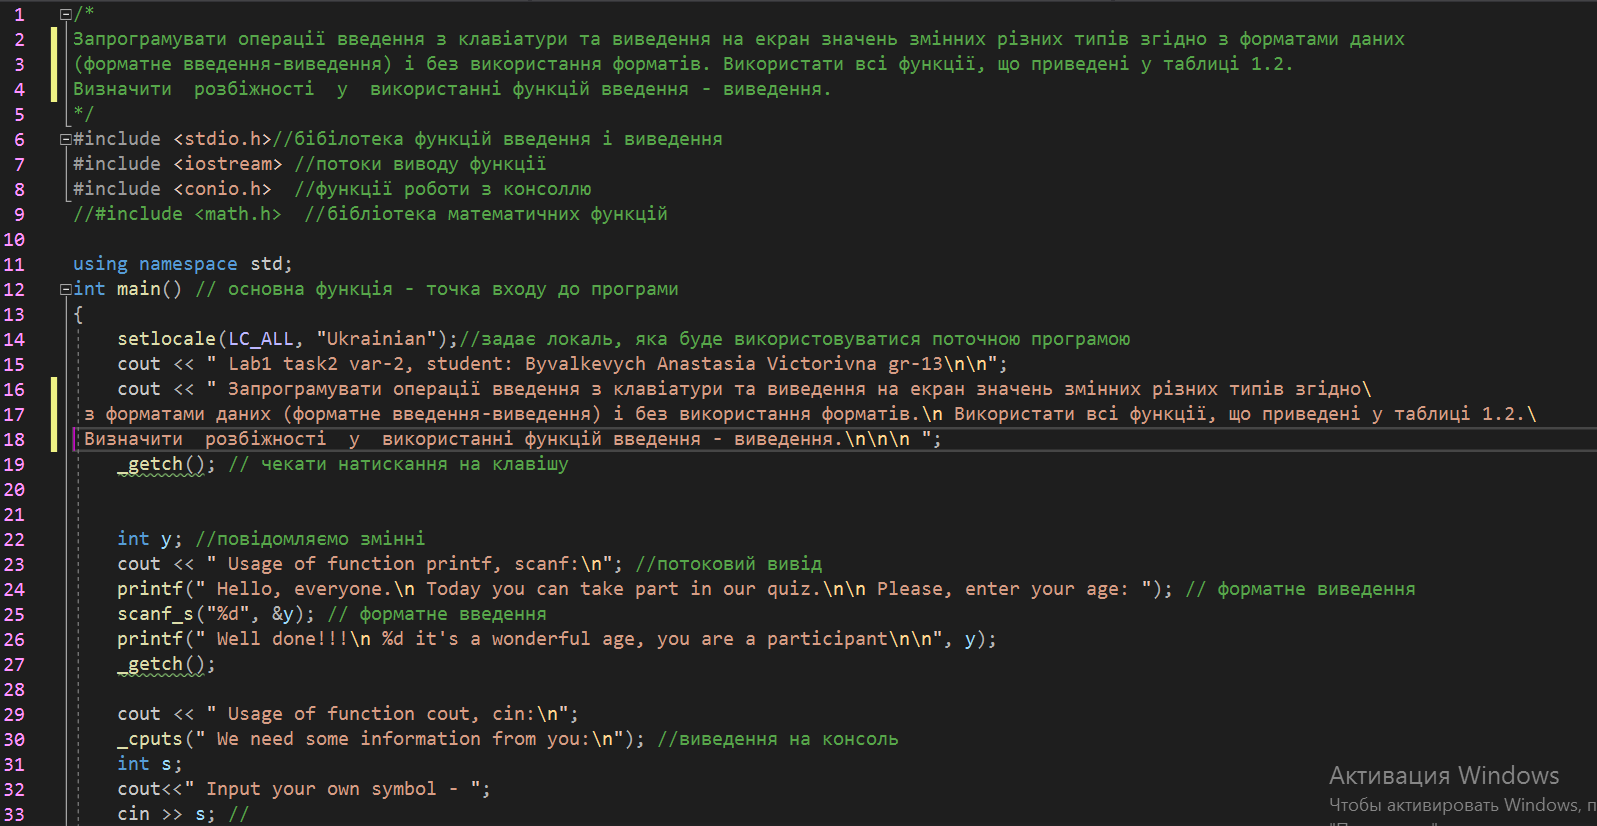 1 /*
2 Запрограмувати операції введення з клавіатури та виведення на екран значень змінних різних типів згідно з форматами даних
3 (форматне введення-виведення) і без використання форматів. Використати всі функції, що приведені у таблиці 1.2.
4 Визначити  розбіжності  у  використанні функцій введення - виведення.
5 */
6 #include <stdio.h>//бібілотека функцій введення і виведення
7 #include <iostream> //потоки виводу функції
8 #include <conio.h>  //функції роботи з консоллю
9 //#include <math.h>  //бібліотека математичних функцій
10
11 using namespace std;
12 int main() // основна функція - точка входу до програми
13 {
14     setlocale(LC_ALL, "Ukrainian");//задає локаль, яка буде використовуватися поточною програмою
15     cout << " Lab1 task2 var-2, student: Byvalkevych Anastasia Victorivna gr-13\n\n";
16     cout << " Запрограмувати операції введення з клавіатури та виведення на екран значень змінних різних типів згідно\
17  з форматами даних (форматне введення-виведення) і без використання форматів.\n Використати всі функції, що приведені у таблиці 1.2.\
18  Визначити  розбіжності  у  використанні функцій введення - виведення.\n\n\n ";
19     _getch(); // чекати натискання на клавішу
20
21
22     int y; //повідомляємо змінні
23     cout << " Usage of function printf, scanf:\n"; //потоковий вивід
24     printf(" Hello, everyone.\n Today you can take part in our quiz.\n\n Please, enter your age: "); // форматне виведення
25     scanf_s("%d", &y); // форматне введення
26     printf(" Well done!!!\n %d it's a wonderful age, you are a participant\n\n", y);
27     _getch();
28
29     cout << " Usage of function cout, cin:\n";
30     _cputs(" We need some information from you:\n"); //виведення на консоль
31     int s;
32     cout<<" Input your own symbol - ";
33     cin >> s; //
Активация Windows
Чтобы активировать Windows, п